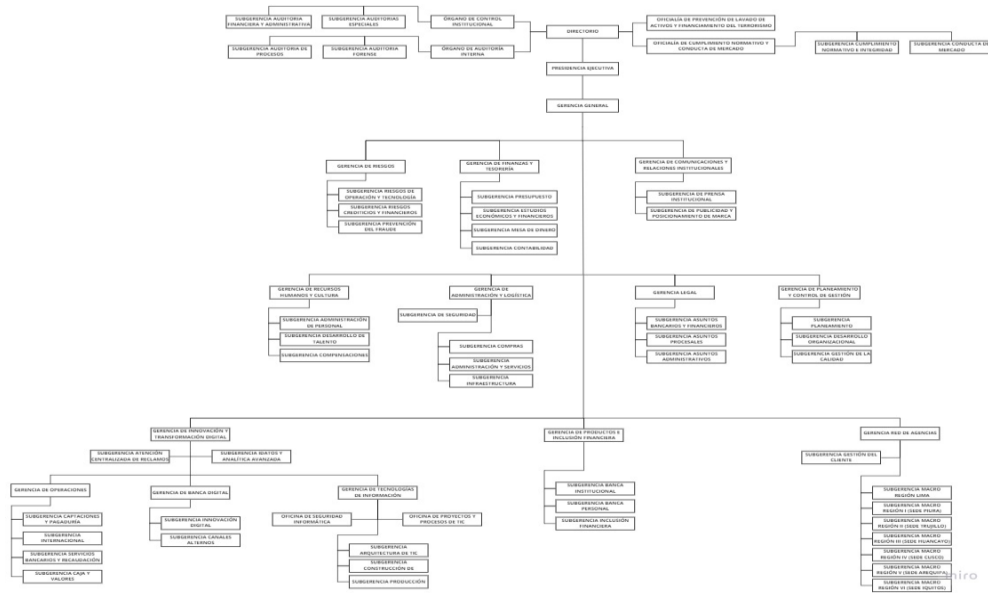 SUBGERENCIA AUDITORIA
FINANCIERA Y ADMINISTRATIVA
SUBGERENCIA AUDITORIAS
ESPECIALES
ÓRGANO DE CONTROL
INSTITUCIONAL
DIRECTORIO
OFICIALÍA DE PREVENCIÓN DE LAVADO DE
ACTIVOS Y FINANCIAMIENTO DEL TERRORISMO
SUBGERENCIA AUDITORIA DE
PROCESOS
SUBGERENCIA AUDITORIA
FORENSE
ÓRGANO DE AUDITORÍA
INTERNA
OFICIALÍA DE CUMPLIMIENTO NORMATIVO Y
CONDUCTA DE MERCADO
SUBGERENCIA CUMPLIMIENTO
NORMATIVO E INTEGRIDAD
SUBGERENCIA CONDUCTA DE
MERCADO
PRESIDENCIA EJECUTIVA
GERENCIA GENERAL
GERENCIA DE RIESGOS
GERENCIA DE FINANZAS Y
TESORERÍA
GERENCIA DE COMUNICACIONES Y
RELACIONES INSTITUCIONALES
SUBGERENCIA RIESGOS DE
OPERACIÓN Y TECNOLOGÍA
SUBGERENCIA RIESGOS
CREDITICIOS Y FINANCIEROS
SUBGERENCIA PREVENCIÓN
DEL FRAUDE
SUBGERENCIA PRESUPUESTO
SUBGERENCIA ESTUDIOS
ECONÓMICOS Y FINANCIEROS
SUBGERENCIA MESA DE DINERO
SUBGERENCIA CONTABILIDAD
SUBGERENCIA DE PRENSA
INSTITUCIONAL
SUBGERENCIA DE PUBLICIDAD Y
POSICIONAMIENTO DE MARCA
GERENCIA DE RECURSOS
HUMANOS Y CULTURA
GERENCIA DE
ADMINISTRACIÓN Y LOGÍSTICA
GERENCIA LEGAL
GERENCIA DE PLANEAMIENTO
Y CONTROL DE GESTIÓN
SUBGERENCIA ADMINISTRACIÓN
DE PERSONAL
SUBGERENCIA DESARROLLO DE
TALENTO
SUBGERENCIA COMPENSACIONES
SUBGERENCIA DE SEGURIDAD
SUBGERENCIA COMPRAS
SUBGERENCIA
ADMINISTRACIÓN Y SERVICIOS
SUBGERENCIA
INFRAESTRUCTURA
SUBGERENCIA ASUNTOS
BANCARIOS Y FINANCIEROS
SUBGERENCIA ASUNTOS
PROCESALES
SUBGERENCIA ASUNTOS
ADMINISTRATIVOS
SUBGERENCIA
PLANEAMIENTO
SUBGERENCIA DESARROLLO
ORGANIZACIONAL
SUBGERENCIA GESTIÓN DE LA
CALIDAD
GERENCIA DE INNOVACIÓN Y
TRANSFORMACIÓN DIGITAL
GERENCIA DE PRODUCTOS E
INCLUSIÓN FINANCIERA
GERENCIA RED DE AGENCIAS
SUBGERENCIA ATENCIÓN
CENTRALIZADA DE RECLAMOS
SUBGERENCIA
ANALÍTICA AVANZADA
SUBGERENCIA GESTIÓN DEL
CLIENTE
GERENCIA DE OPERACIONES
GERENCIA DE BANCA DIGITAL
GERENCIA DE TECNOLOGÍAS
DE INFORMACIÓN
SUBGERENCIA CAPTACIONES
Y PAGADURÍA
SUBGERENCIA
INTERNACIONAL
SUBGERENCIA SERVICIOS
BANCARIOS Y RECAUDACIÓN
SUBGERENCIA CAJA Y
VALORES
SUBGERENCIA INNOVACIÓN
DIGITAL
SUBGERENCIA CANALES
ALTERNOS
OFICINA DE SEGURIDAD
INFORMÁTICA
OFICINA DE PROYECTOS Y
PROCESOS DE TIC
SUBGERENCIA
ARQUITECTURA DE TIC
SUBGERENCIA
CONSTRUCCIÓN DE
SUBGERENCIA PRODUCCIÓN
SUBGERENCIA BANCA
INSTITUCIONAL
SUBGERENCIA BANCA
PERSONAL
SUBGERENCIA INCLUSIÓN
FINANCIERA
SUBGERENCIA MACRO
REGIÓN LIMA
SUBGERENCIA MACRO
REGIÓN I (SEDE PIURA)
SUBGERENCIA MACRO
REGIÓN II (SEDE TRUJILLO)
SUBGERENCIA MACRO
REGIÓN III (SEDE HUANCAYO)
SUBGERENCIA MACRO
REGIÓN IV (SEDE CUSCO)
SUBGERENCIA MACRO
REGIÓN V (SEDE AREQUIPA)
SUBGERENCIA MACRO
REGIÓN VI (SEDE IQUITOS)
miro